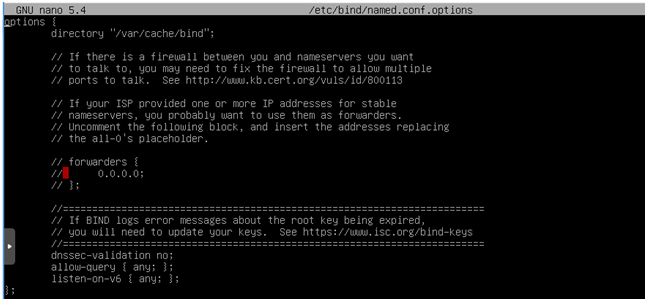 GNU nano 5.4 /etc/bind/named.conf.options
options {
directory "/var/cache/bind";
// If there is a firewall between you and nameservers you want
// to talk to, you may need to fix the firewall to allow multiple
// ports to talk.  See http://www.kb.cert.org/vuls/id/800113
// If your ISP provided one or more IP addresses for stable
// nameservers, you probably want to use them as forwarders.
// Uncomment the following block, and insert the addresses replacing
// the all-0's placeholder.
// forwarders {
// 0.0.0.0;
// };
//========================================================================
// If BIND logs error messages about the root key being expired,
// you will need to update your keys.  See https://www.isc.org/bind-keys
//========================================================================
dnssec-validation no;
allow-query { any; };
listen-on-v6 { any; };
};